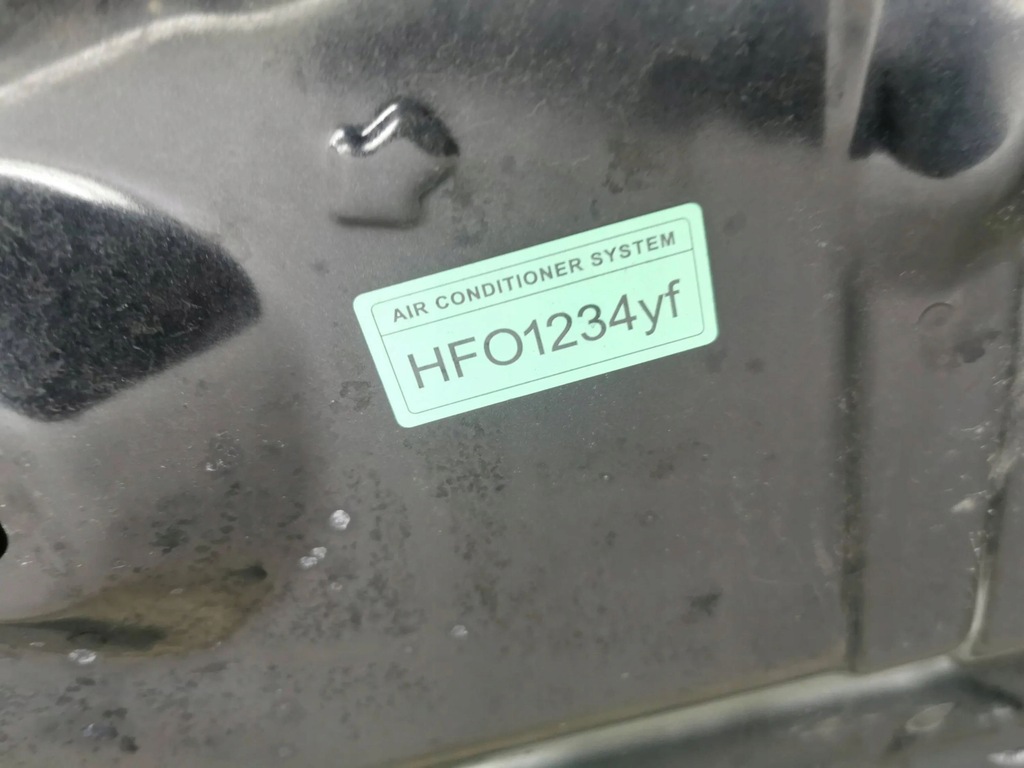 AIR CONDITIONER SYSTEM
HFO1234yf